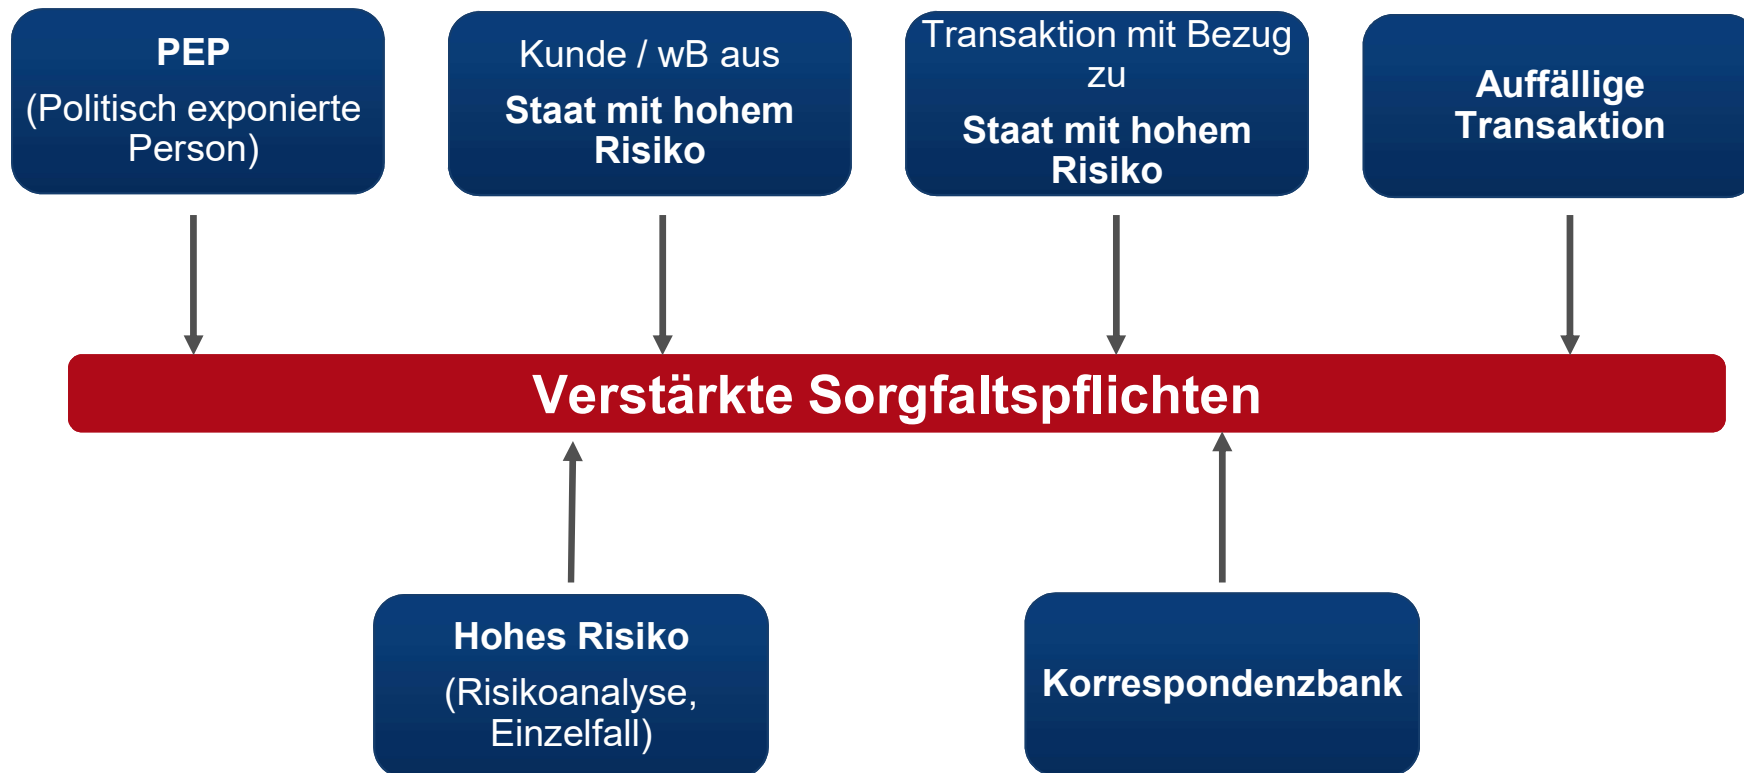 PEP
(Politisch exponierte
Person)
Kunde / wB aus
Staat mit hohem
Risiko
Transaktion mit Bezug
zu
Staat mit hohem
Risiko
Auffällige
Transaktion
Verstärkte Sorgfaltspflichten
Hohes Risiko
(Risikoanalyse,
Einzelfall)
Korrespondenzbank